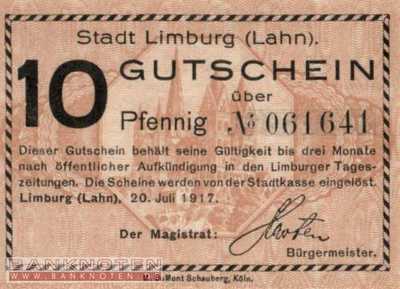 Stadt Limburg (Lahn).
10 GUTSCHEIN
über
Pfennig № 061641
Dieser Gutschein behält seine Gültigkeit bis drei Monate
nach öffentlicher Aufkündigung in den Limburger Tages-
zeitungen. Die Scheine werden von der Stadtkasse eingelöst.
Limburg (Lahn), 20. Juli 1917.
Der Magistrat:
Bürgermeister.
BANKNOTEN
WWW.BANKNOTEN.DE
DuMont Schauberg, Köln.